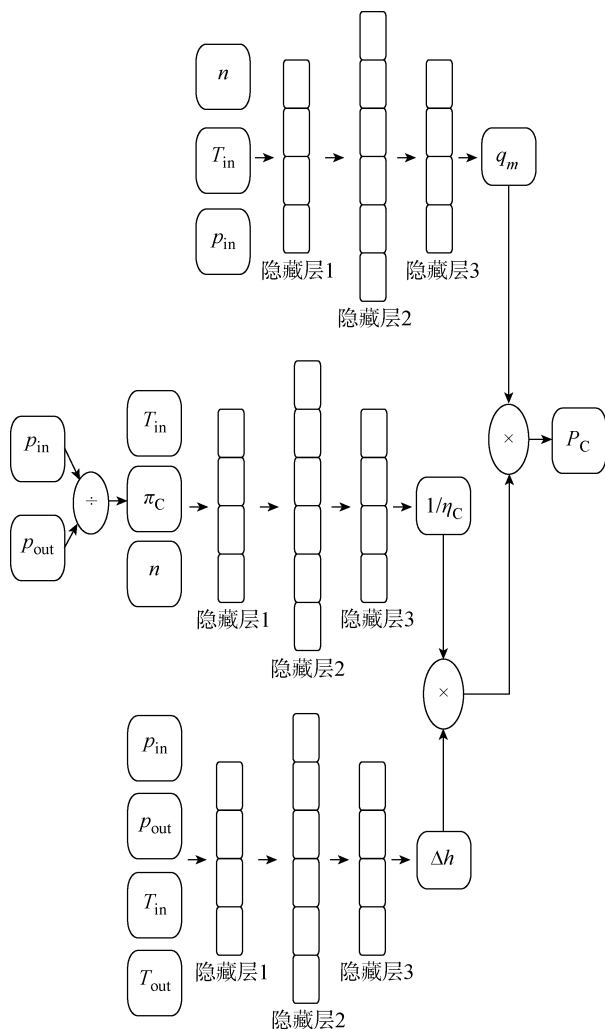 n
T_in
p_in
q_m
隐藏层1
隐藏层2
隐藏层3
p_in
p_out
÷
T_in
π_C
n
隐藏层1
隐藏层2
隐藏层3
1/η_C
×
P_C
×
p_in
p_out
T_in
T_out
隐藏层1
隐藏层2
隐藏层3
Δh